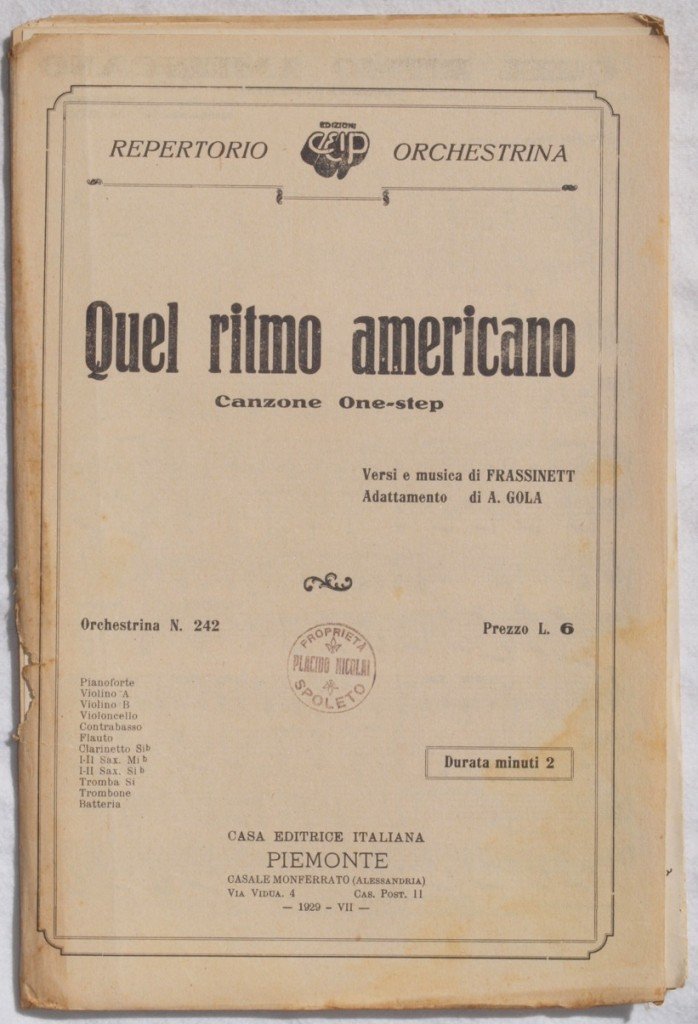 REPERTORIO EDIZIONI CEIP ORCHESTRINA
Quel ritmo americano
Canzone One-step
Versi e musica di FRASSINETT
Adattamento di A. GOLA
Orchestrina N. 242
Prezzo L. 6
PROPRIETÀ
PLACIDO NICOLAI
SPOLETO
Pianoforte
Violino A
Violino B
Violoncello
Contrabasso
Flauto
Clarinetto Sib
I-II Sax. Mib
I-II Sax. Sib
Tromba Si
Trombone
Batteria
Durata minuti 2
CASA EDITRICE ITALIANA
PIEMONTE
CASALE MONFERRATO (ALESSANDRIA)
VIA VIDUA. 4 CAS. POST. 11
— 1929 - VII —